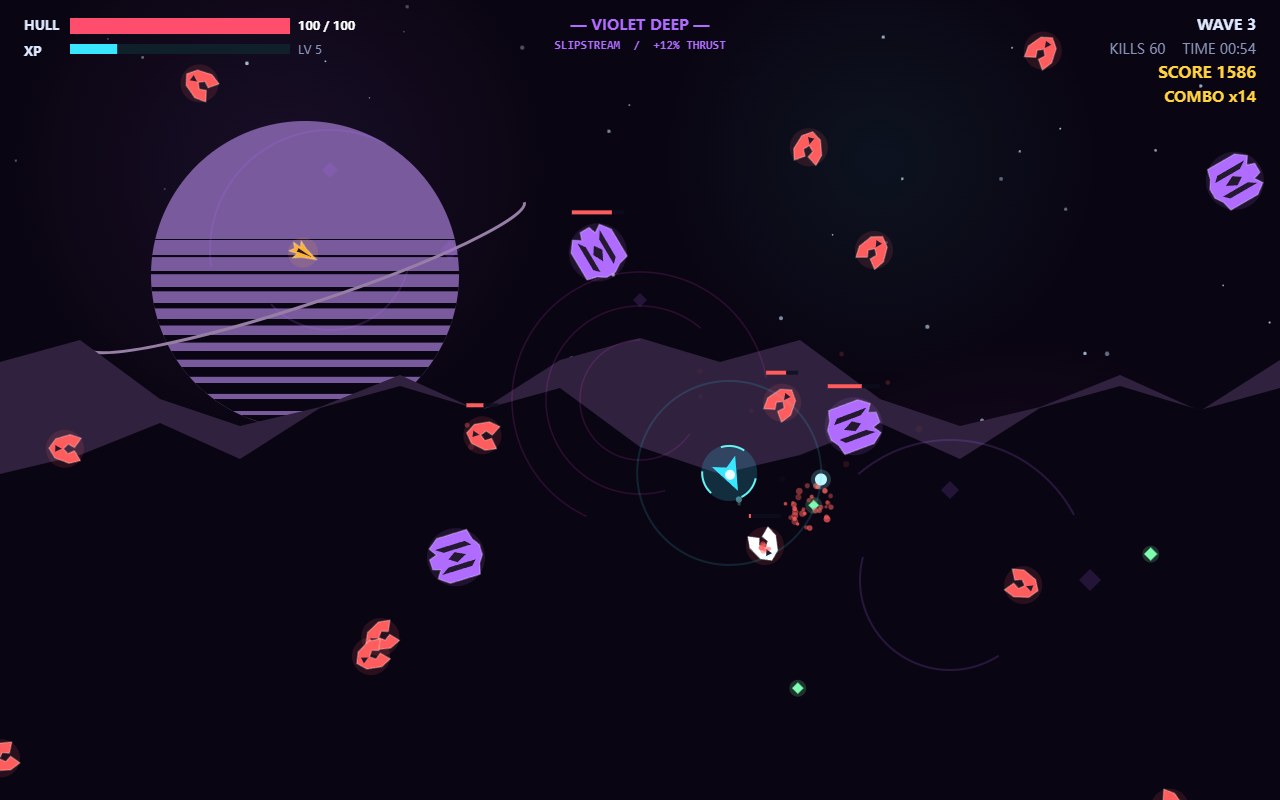 HULL 100 / 100
XP LV 5
— VIOLET DEEP —
SLIPSTREAM / +12% THRUST
WAVE 3
KILLS 60 TIME 00:54
SCORE 1586
COMBO x14